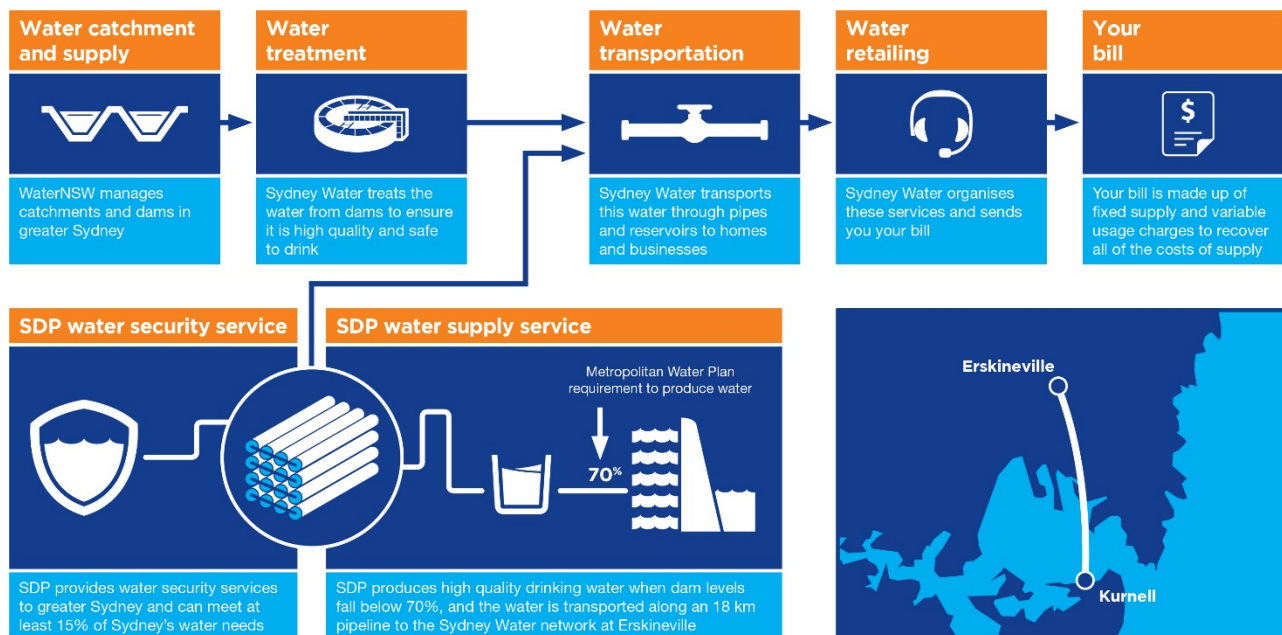 Water catchment
and supply
WaterNSW manages
catchments and dams in
greater Sydney
Water
treatment
Sydney Water treats the
water from dams to ensure
it is high quality and safe
to drink
Water
transportation
Sydney Water transports
this water through pipes
and reservoirs to homes
and businesses
Water
retailing
Sydney Water organises
these services and sends
you your bill
Your
bill
$
Your bill is made up of
fixed supply and variable
usage charges to recover
all of the costs of supply
SDP water security service
SDP provides water security services
to greater Sydney and can meet at
least 15% of Sydney's water needs
SDP water supply service
Metropolitan Water Plan
requirement to produce water
70%
SDP produces high quality drinking water when dam levels
fall below 70%, and the water is transported along an 18 km
pipeline to the Sydney Water network at Erskineville
Erskineville
Kurnell